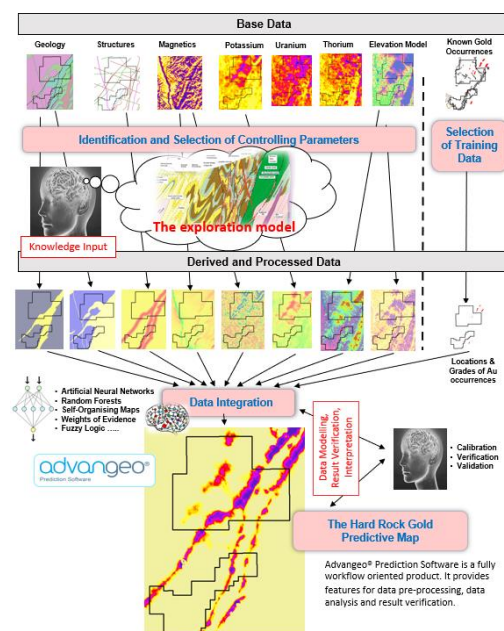 Base Data
Geology
Structures
Magnetics
Potassium
Uranium
Thorium
Elevation Model
Known Gold
Occurrences
Identification and Selection of Controlling Parameters
Selection
of Training
Data
The exploration model
Knowledge Input
Derived and Processed Data
Locations &
Grades of Au
occurrences
• Artificial Neural Networks
• Random Forests
• Self-Organising Maps
• Weights of Evidence
• Fuzzy Logic .....
Data Integration
Data Modelling,
Result Verification,
Interpretation
• Calibration
• Verification
• Validation
advangeo®
Prediction Software
The Hard Rock Gold
Predictive Map
Advangeo® Prediction Software is a fully
workflow oriented product. It provides
features for data pre-processing, data
analysis and result verification.